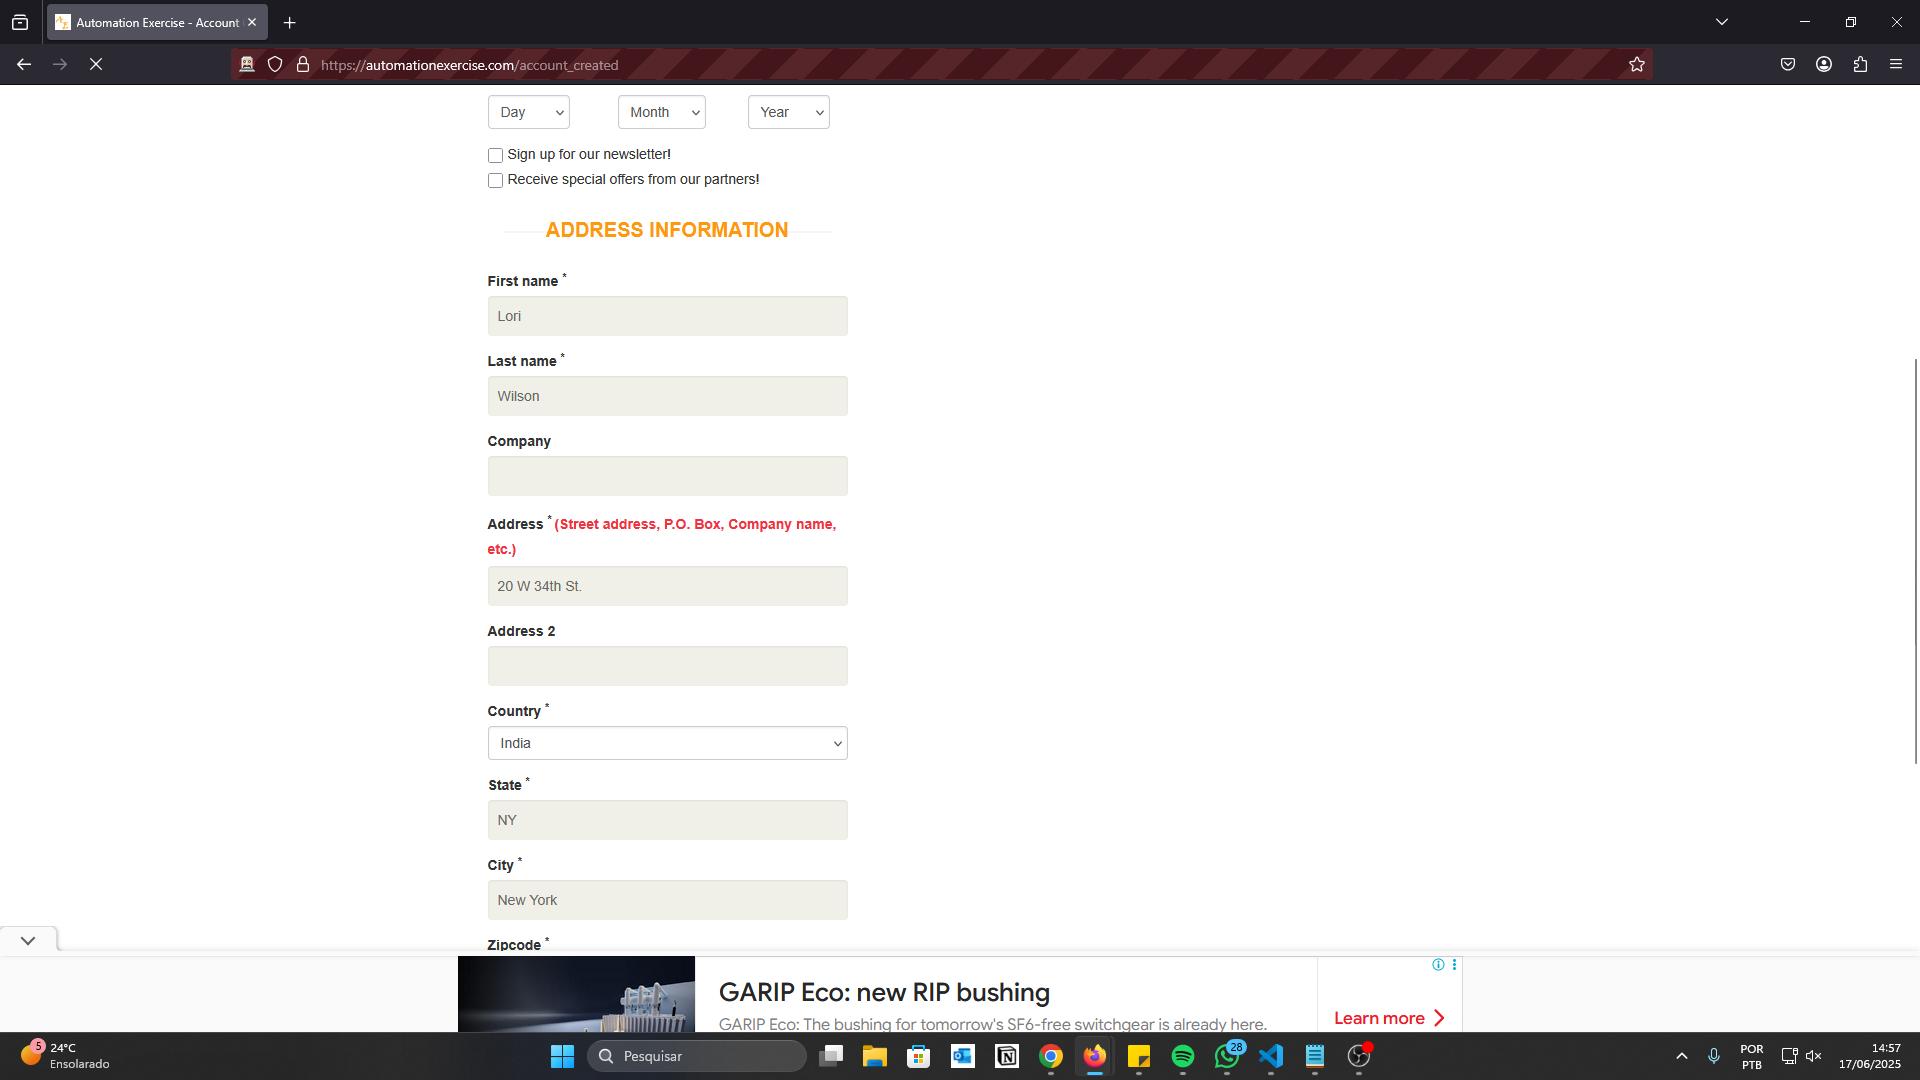 Automation Exercise - Account
https://automationexercise.com/account_created
Day Month Year
Sign up for our newsletter!
Receive special offers from our partners!
ADDRESS INFORMATION
First name *
Lori
Last name *
Wilson
Company
Address * (Street address, P.O. Box, Company name,
etc.)
20 W 34th St.
Address 2
Country *
India
State *
NY
City *
New York
Zipcode *
GARIP Eco: new RIP bushing
GARIP Eco: The bushing for tomorrow's SF6-free switchgear is already here.
Learn more
5
24°C
Ensolarado
Pesquisar
28
POR
PTB
14:57
17/06/2025